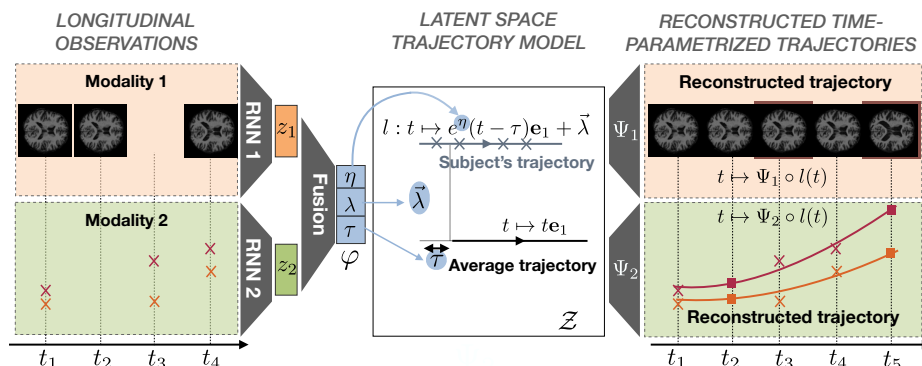 LONGITUDINAL
OBSERVATIONS
LATENT SPACE
TRAJECTORY MODEL
RECONSTRUCTED TIME-
PARAMETRIZED TRAJECTORIES
Modality 1
RNN 1
z₁
Modality 2
RNN 2
z₂
t₁ t₂ t₃ t₄
Fusion
η
λ
τ
φ
l : t ↦ e^η(t − τ)e₁ + λ⃗
Subject's trajectory
λ⃗
t ↦ te₁
τ
Average trajectory
𝒵
Ψ₁
Ψ₂
Reconstructed trajectory
t ↦ Ψ₁ ∘ l(t)
t ↦ Ψ₂ ∘ l(t)
Reconstructed trajectory
t₁ t₂ t₃ t₄ t₅